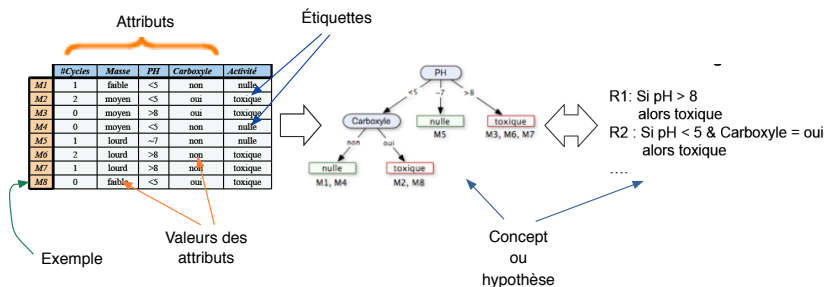 Attributs
Étiquettes
#Cycles Masse PH Carboxyle Activité
M1 1 faible <5 non nulle
M2 2 moyen <5 oui toxique
M3 0 moyen >8 oui toxique
M4 0 moyen <5 non nulle
M5 1 lourd ~7 non nulle
M6 2 lourd >8 non toxique
M7 1 lourd >8 non toxique
M8 0 faible <5 oui toxique
Exemple
Valeurs des
attributs
PH
<5 ~7 >8
Carboxyle nulle toxique
M5 M3, M6, M7
non oui
nulle toxique
M1, M4 M2, M8
Concept
ou
hypothèse
R1: Si pH > 8
alors toxique
R2 : Si pH < 5 & Carboxyle = oui
alors toxique
....